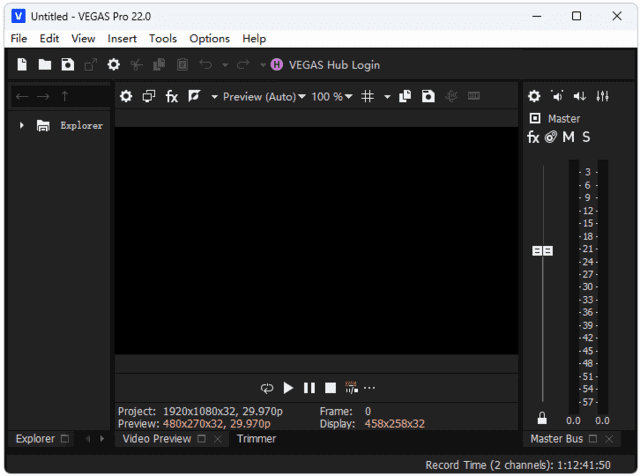 Untitled - VEGAS Pro 22.0
File Edit View Insert Tools Options Help
H VEGAS Hub Login
fx Preview (Auto) 100 %
Explorer
Master
fx M S
- 3 -
- 6 -
- 9 -
-12-
-15-
-18-
-21-
-24-
-27-
-30-
-33-
-36-
-39-
-42-
-45-
-48-
-51-
-54-
-57-
0.0 0.0
Project: 1920x1080x32, 29.970p Frame: 0
Preview: 480x270x32, 29.970p Display: 458x258x32
Explorer Video Preview Trimmer Master Bus
Record Time (2 channels): 1:12:41:50